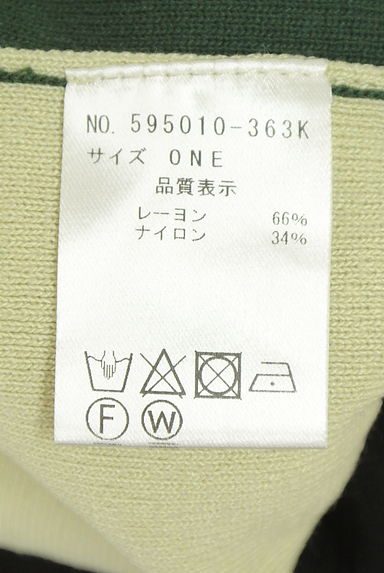 NO. 595010-363K
サイズ ONE
品質表示
レーヨン 66%
ナイロン 34%
F W